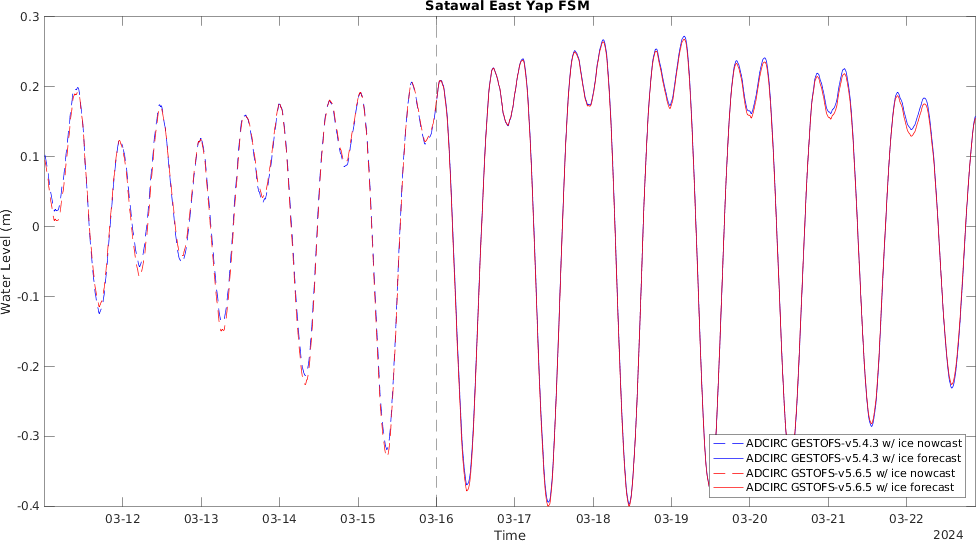 Satawal East Yap FSM
0.3
0.2
0.1
0
-0.1
-0.2
-0.3
-0.4
Water Level (m)
ADCIRC GESTOFS-v5.4.3 w/ ice nowcast
ADCIRC GESTOFS-v5.4.3 w/ ice forecast
ADCIRC GSTOFS-v5.6.5 w/ ice nowcast
ADCIRC GSTOFS-v5.6.5 w/ ice forecast
03-12 03-13 03-14 03-15 03-16 03-17 03-18 03-19 03-20 03-21 03-22
Time
2024